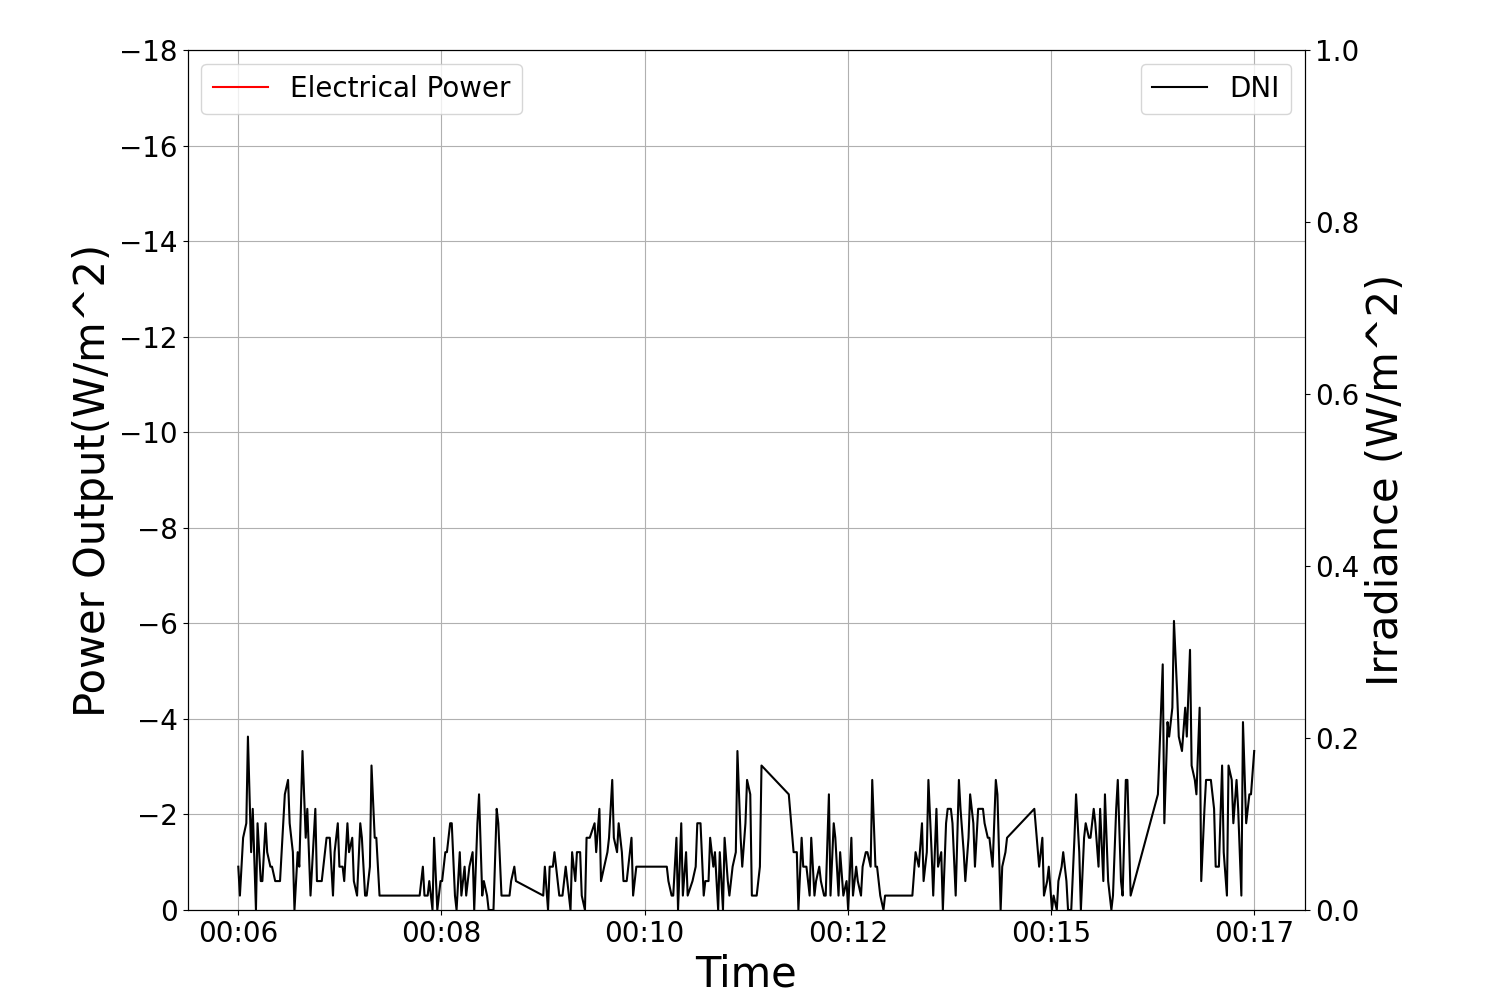 Electrical Power
DNI
Power Output(W/m^2)
−18
−16
−14
−12
−10
−8
−6
−4
−2
0
1.0
0.8
0.6
0.4
0.2
0.0
Irradiance (W/m^2)
00:06 00:08 00:10 00:12 00:15 00:17
Time